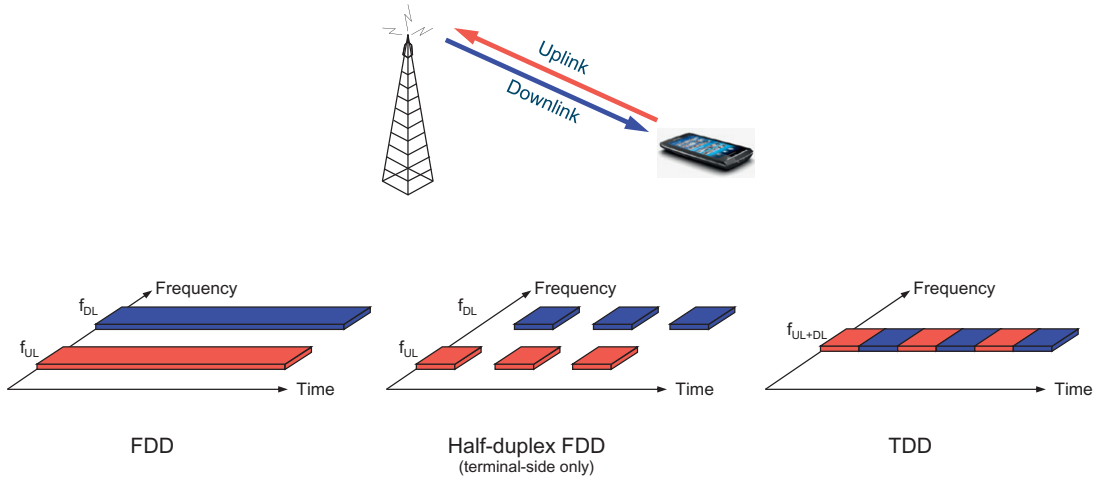 Uplink
Downlink
Frequency
f_DL
f_UL
Time
FDD
Frequency
f_DL
f_UL
Time
Half-duplex FDD
(terminal-side only)
Frequency
f_UL+DL
Time
TDD